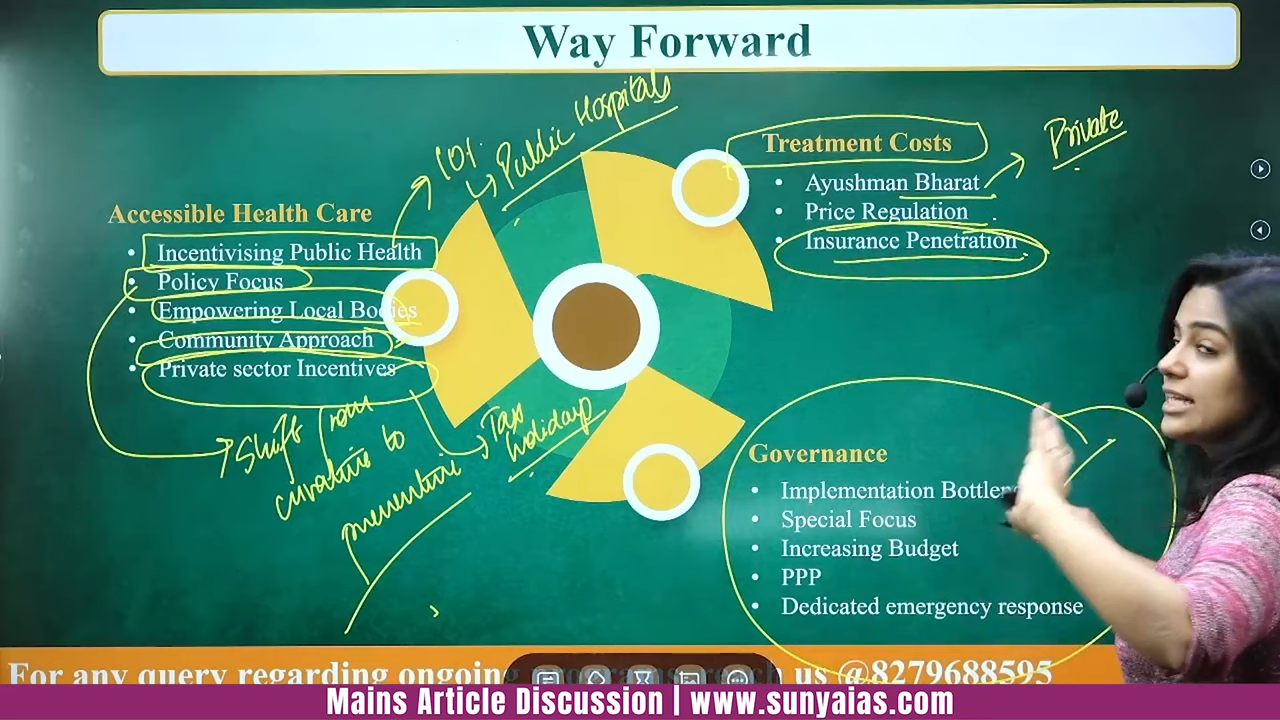 Way Forward
10%
Public Hospitals
Treatment Costs
Private
• Ayushman Bharat
• Price Regulation
• Insurance Penetration
Accessible Health Care
• Incentivising Public Health
• Policy Focus
• Empowering Local Bodies
• Community Approach
• Private sector Incentives
Shift from
curative to
preventive
Tax
holidays
Governance
• Implementation
• Special Focus
• Increasing Budget
• PPP
• Dedicated emergency response
For any query regarding ongoing us @8279688595
Mains Article Discussion | www.sunyaias.com